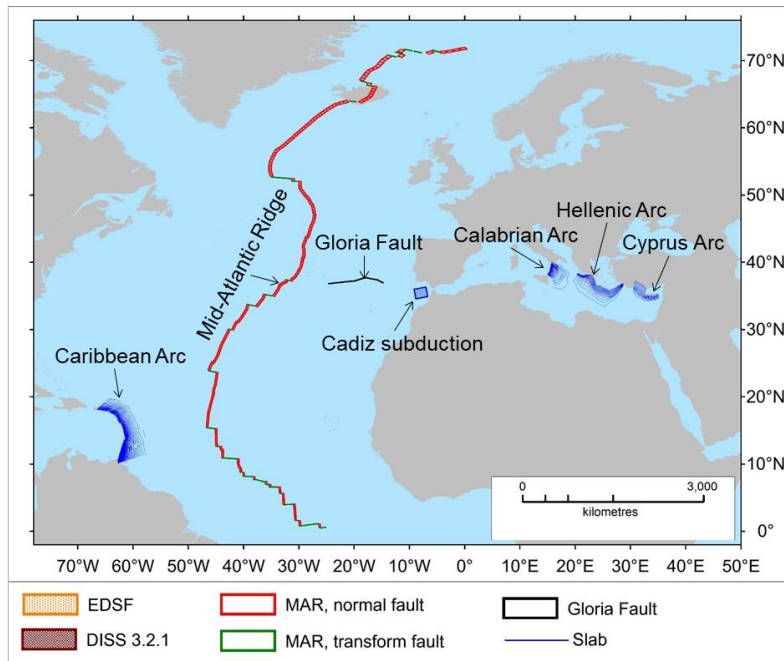 70°N
60°N
50°N
40°N
30°N
20°N
10°N
0°
Mid-Atlantic Ridge
Gloria Fault
Calabrian Arc
Hellenic Arc
Cyprus Arc
Cadiz subduction
Caribbean Arc
0 3,000
kilometres
70°W 60°W 50°W 40°W 30°W 20°W 10°W 0°E 10°E 20°E 30°E 40°E 50°E
EDSF MAR, normal fault Gloria Fault
DISS 3.2.1 MAR, transform fault Slab